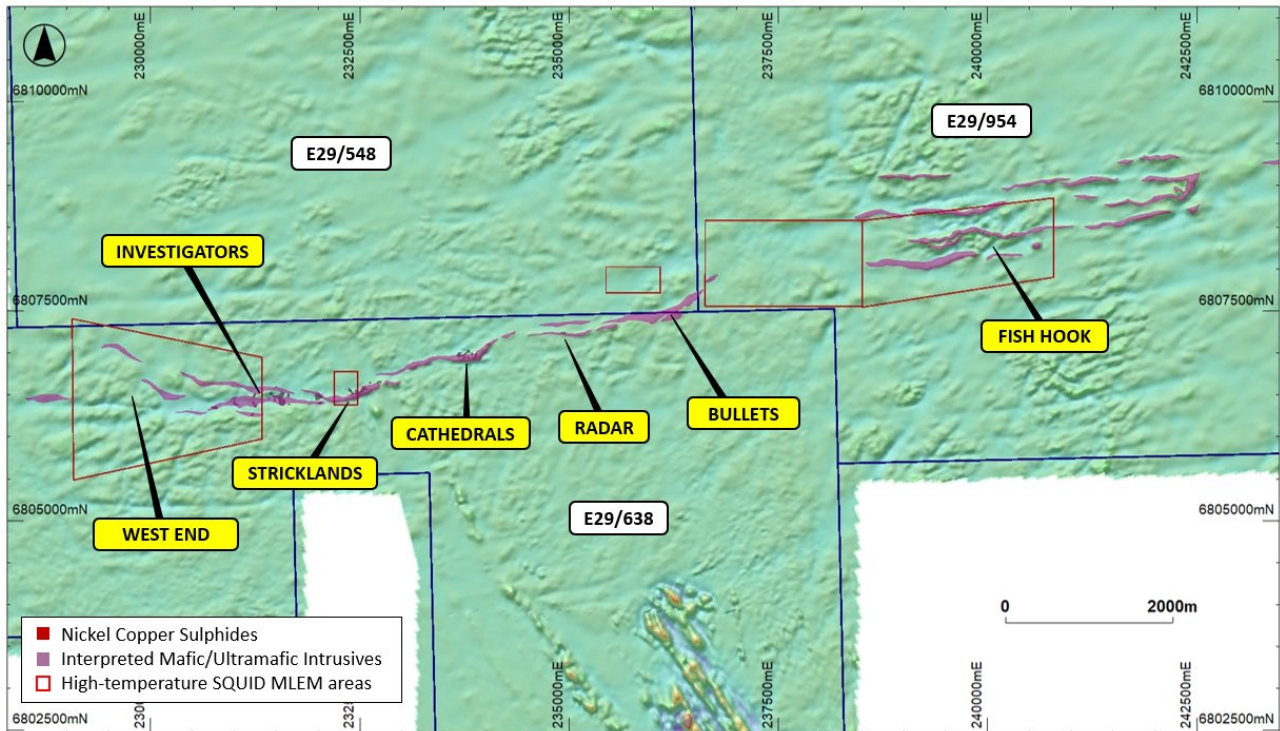 230000mE
232500mE
235000mE
237500mE
240000mE
242500mE
6810000mN
6810000mN
E29/954
E29/548
INVESTIGATORS
6807500mN
6807500mN
FISH HOOK
BULLETS
RADAR
CATHEDRALS
STRICKLANDS
WEST END
6805000mN
6805000mN
E29/638
0 2000m
Nickel Copper Sulphides
Interpreted Mafic/Ultramafic Intrusives
High-temperature SQUID MLEM areas
230
232
235000mE
237500mE
240000mE
242500mE
6802500mN
6802500mN